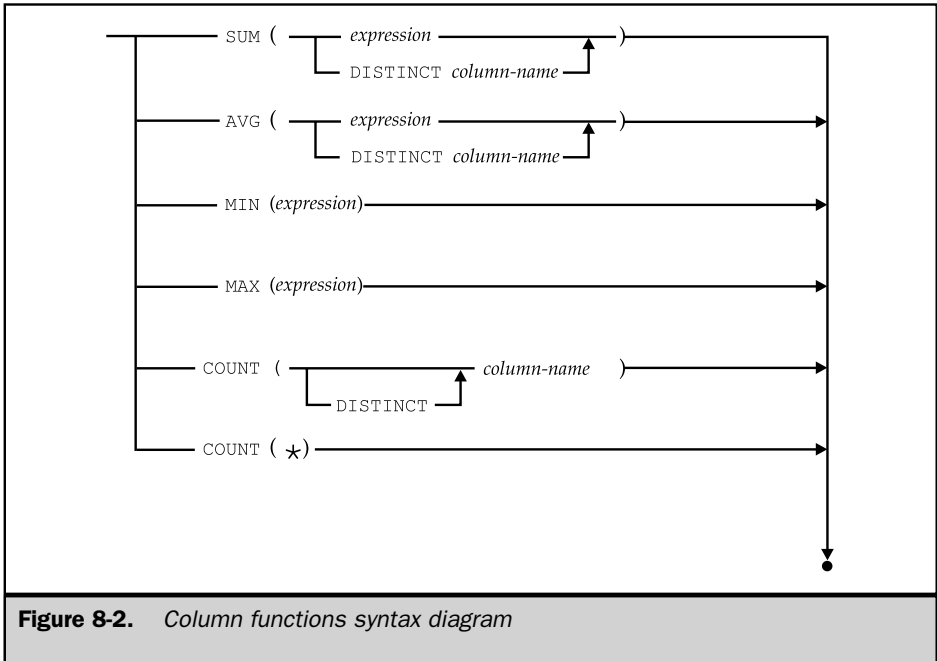 SUM ( expression )
DISTINCT column-name
AVG ( expression )
DISTINCT column-name
MIN (expression)
MAX (expression)
COUNT ( column-name )
DISTINCT
COUNT ( * )
Figure 8-2. Column functions syntax diagram